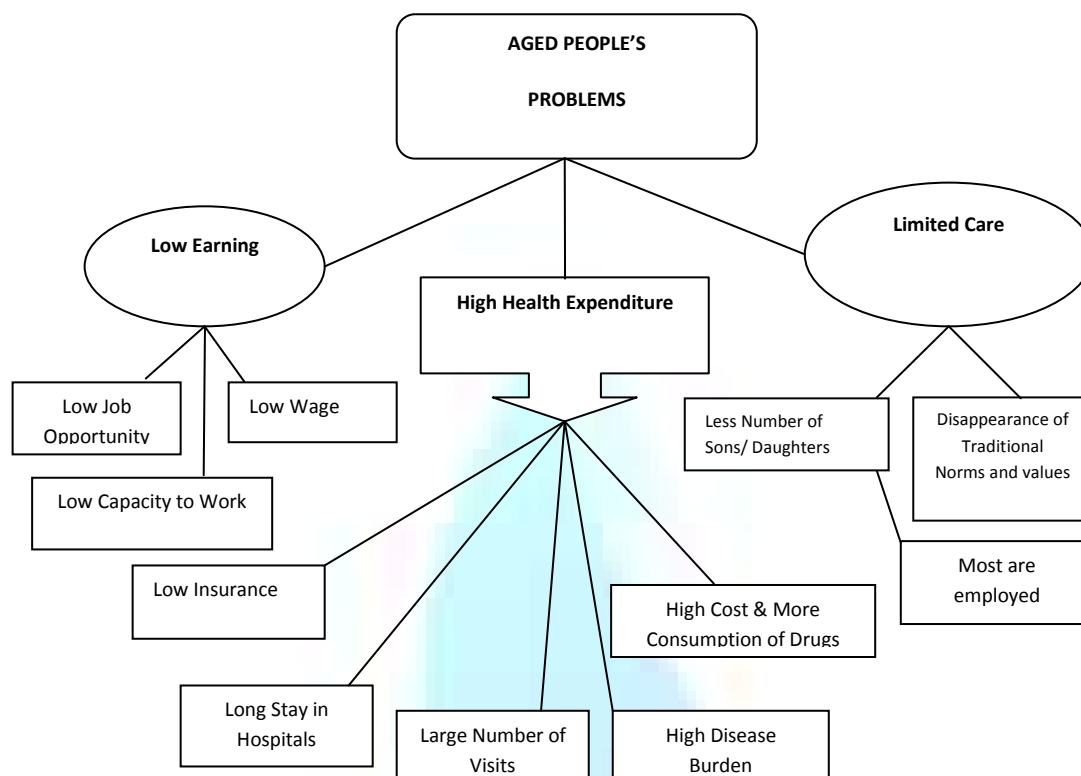 AGED PEOPLE’S
PROBLEMS
Low Earning
High Health Expenditure
Limited Care
Low Job
Opportunity
Low Wage
Low Capacity to Work
Less Number of
Sons/ Daughters
Disappearance of
Traditional
Norms and values
Most are
employed
Low Insurance
High Cost & More
Consumption of Drugs
Long Stay in
Hospitals
Large Number of
Visits
High Disease
Burden